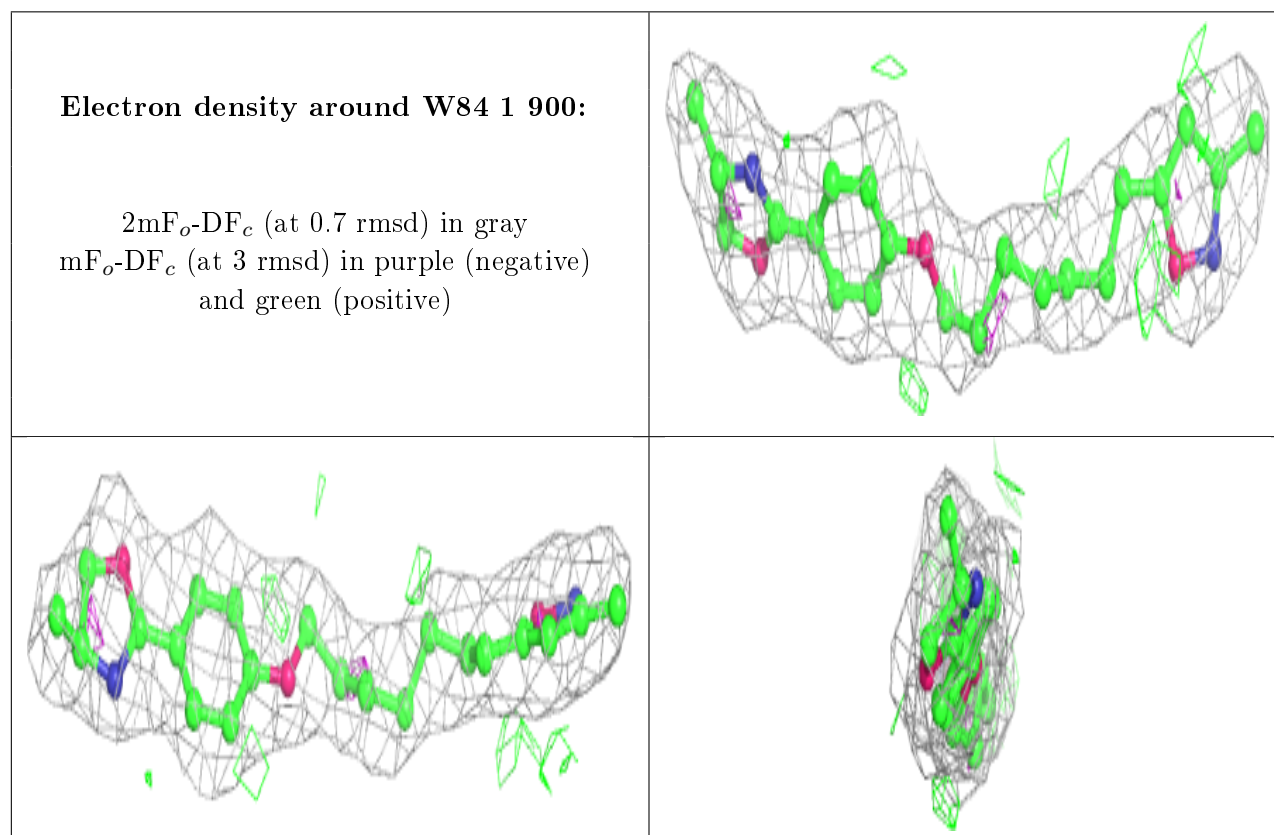 Electron density around W84 1 900:
2mFo-DFc (at 0.7 rmsd) in gray
mFo-DFc (at 3 rmsd) in purple (negative)
and green (positive)